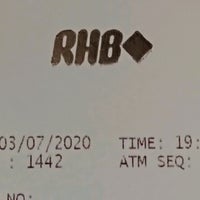 RHB
03/07/2020 TIME: 19:
: 1442 ATM SEQ:
NO: